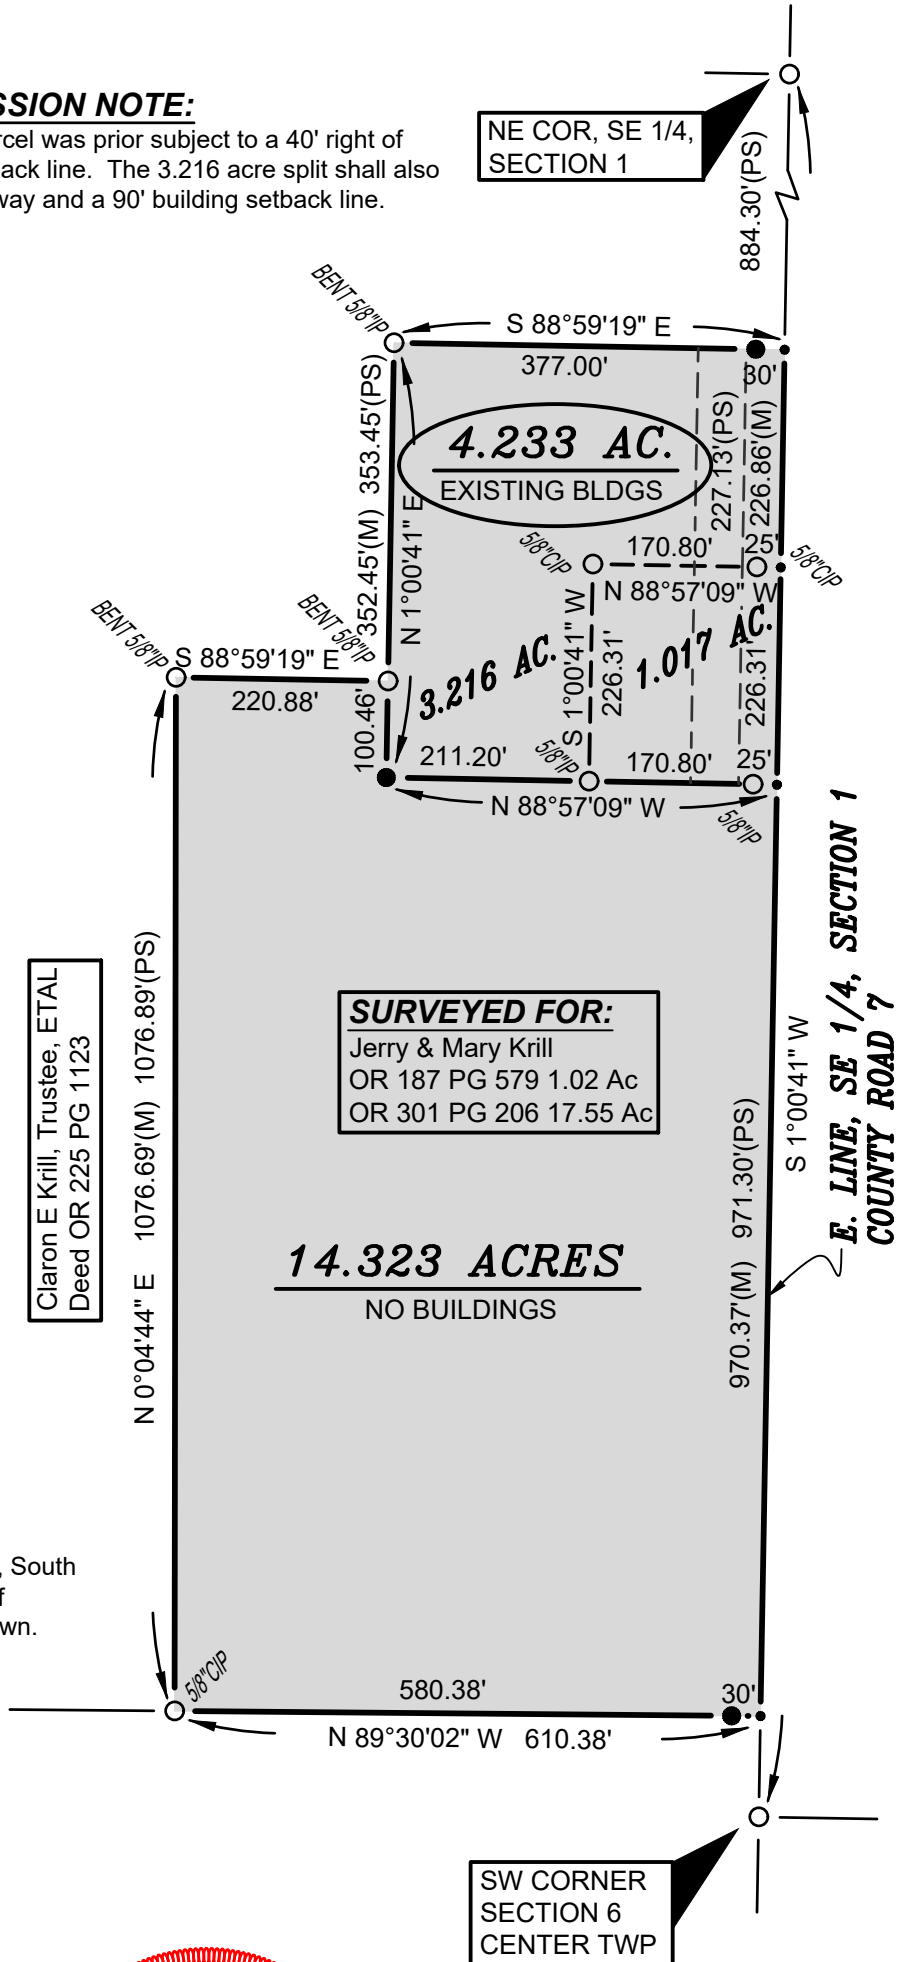 SSION NOTE:
rcel was prior subject to a 40' right of
ack line. The 3.216 acre split shall also
way and a 90' building setback line.
NE COR, SE 1/4,
SECTION 1
884.30'(PS)
BENT 5/8"IP
S 88°59'19" E
377.00'
30'
353.45'(PS)
352.45'(M)
N 1°00'41" E
4.233 AC.
EXISTING BLDGS
227.13'(PS)
226.86'(M)
5/8"CIP
170.80'
25'
5/8"CIP
N 88°57'09" W
BENT 5/8"IP
BENT 5/8"IP
S 88°59'19" E
220.88'
100.46'
3.216 AC.
S 1°00'41" W
226.31'
1.017 AC.
226.31'
211.20'
5/8"IP
170.80'
25'
N 88°57'09" W
5/8"IP
E. LINE, SE 1/4, SECTION 1
COUNTY ROAD 7
Claron E Krill, Trustee, ETAL
Deed OR 225 PG 1123
N 0°04'44" E 1076.69'(M) 1076.89'(PS)
SURVEYED FOR:
Jerry & Mary Krill
OR 187 PG 579 1.02 Ac
OR 301 PG 206 17.55 Ac
S 1°00'41" W
970.37'(M) 971.30'(PS)
14.323 ACRES
NO BUILDINGS
, South
f
wn.
5/8"CIP
580.38'
30'
N 89°30'02" W 610.38'
SW CORNER
SECTION 6
CENTER TWP